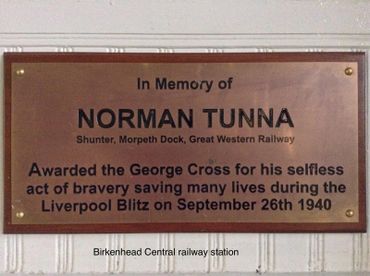 In Memory of
NORMAN TUNNA
Shunter, Morpeth Dock, Great Western Railway
Awarded the George Cross for his selfless
act of bravery saving many lives during the
Liverpool Blitz on September 26th 1940
Birkenhead Central railway station